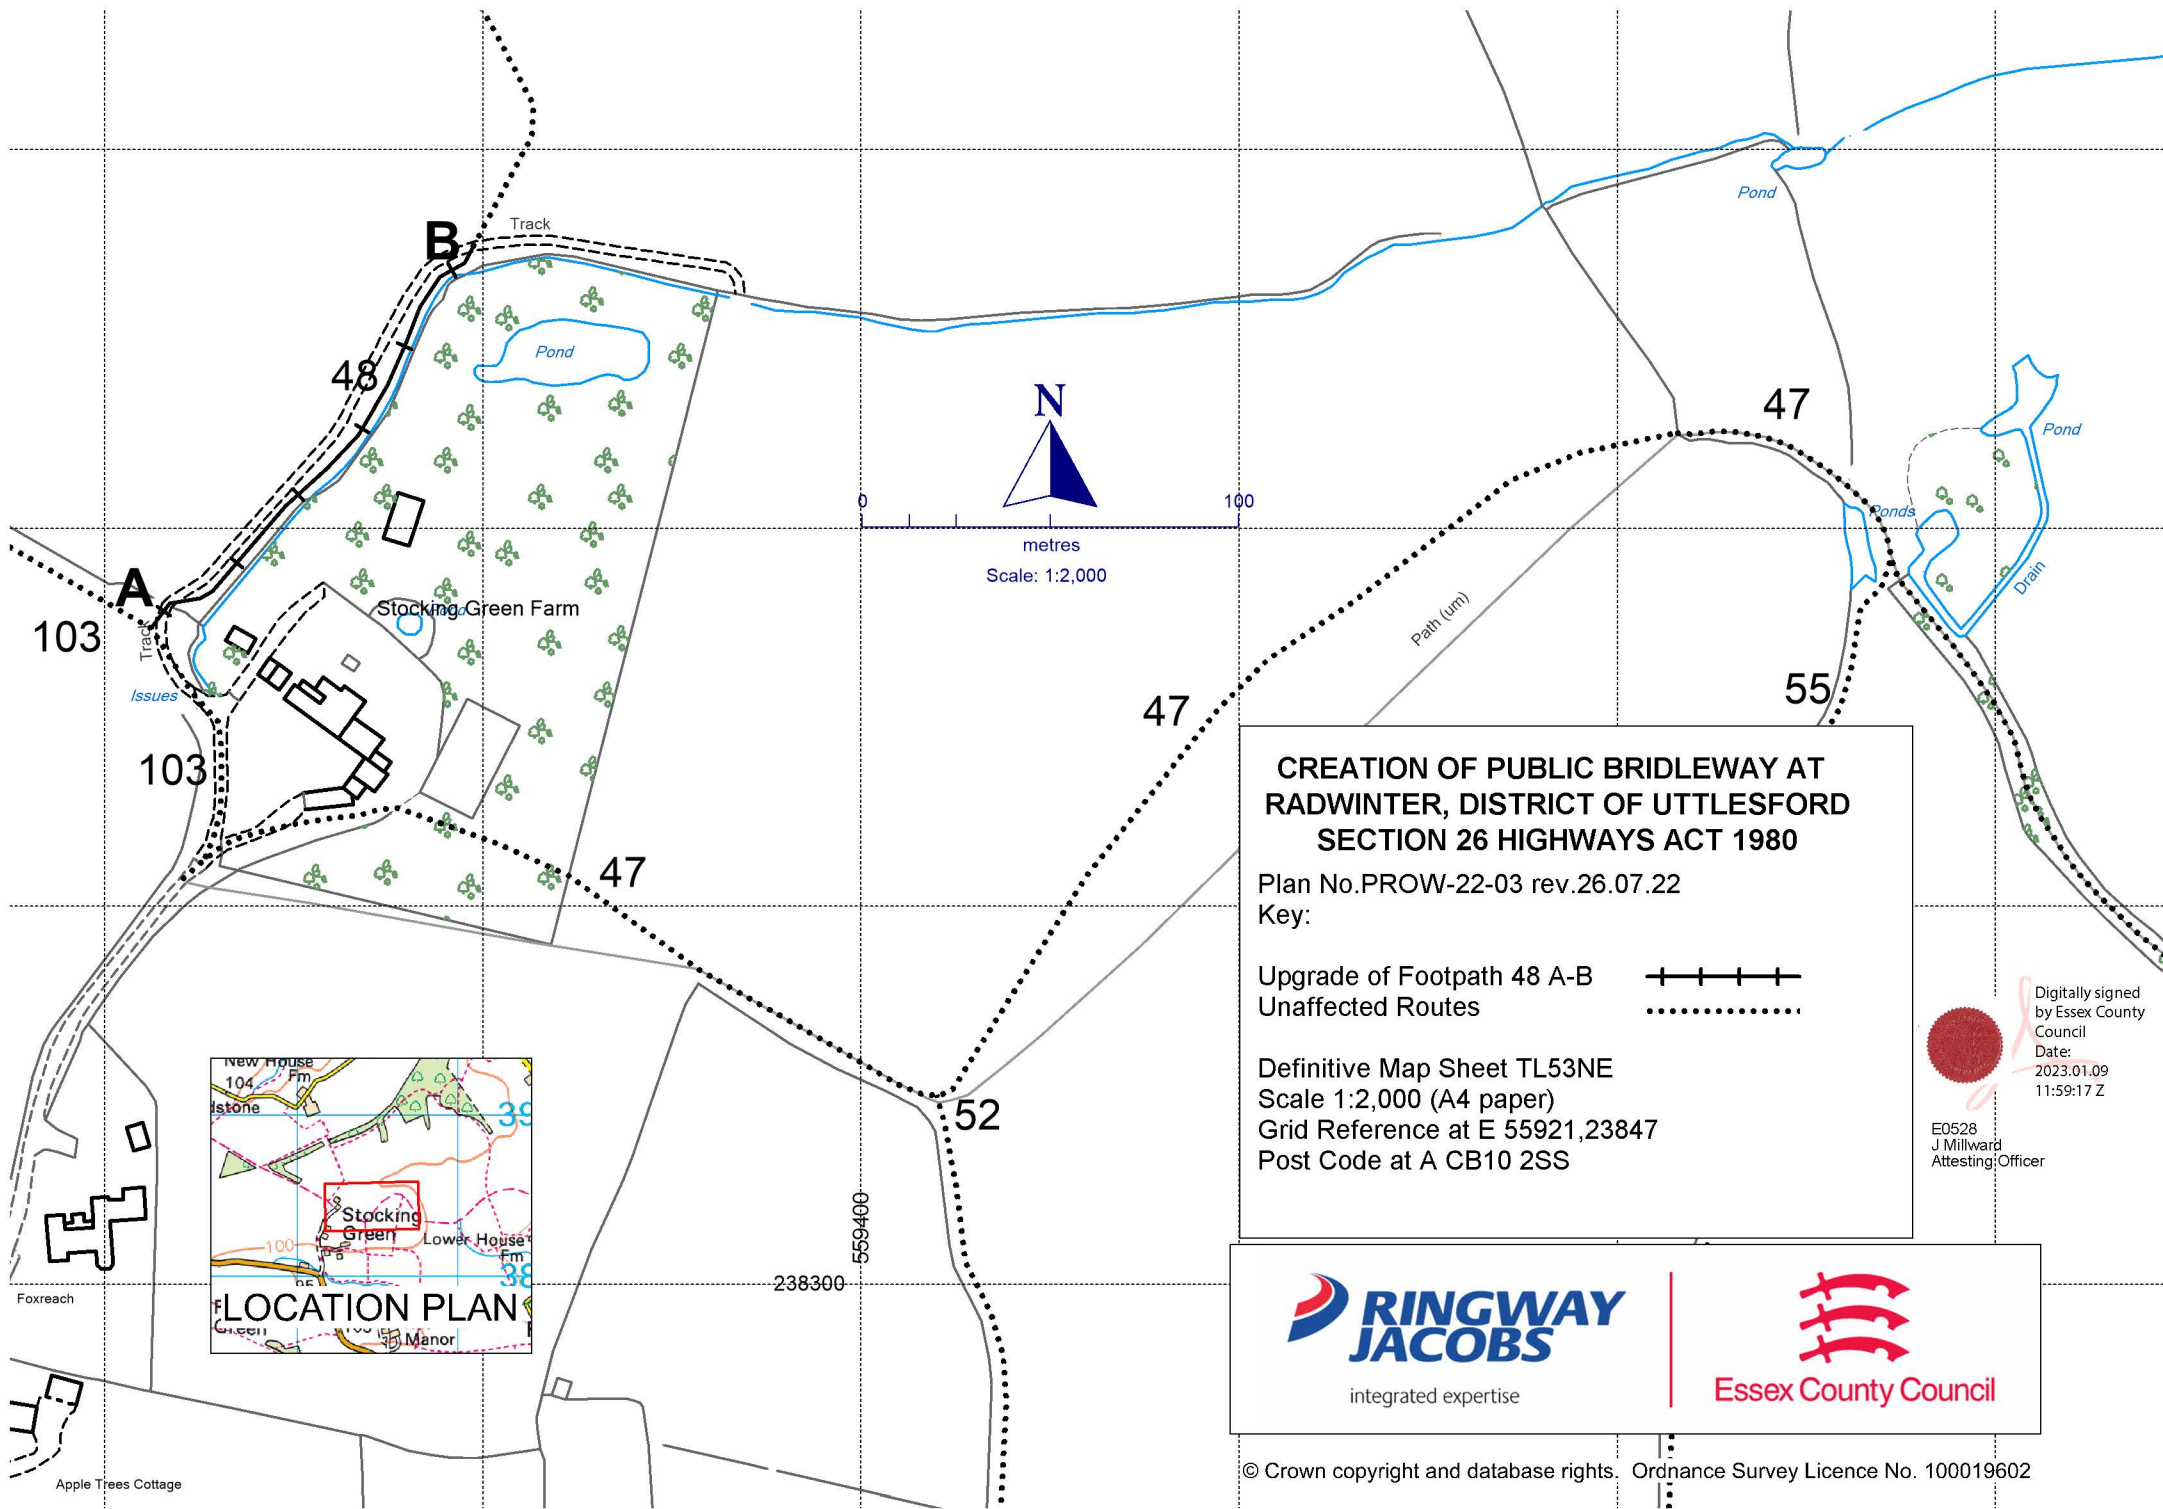 B
Track
48
Pond
Pond
N
0
100
metres
Scale: 1:2,000
47
Pond
Ponds
Drain
A
103
Track
Issues
103
Stocking Green Farm
Pond
Path (um)
47
55
47
52
CREATION OF PUBLIC BRIDLEWAY AT
RADWINTER, DISTRICT OF UTTLESFORD
SECTION 26 HIGHWAYS ACT 1980
Plan No.PROW-22-03 rev.26.07.22
Key:
Upgrade of Footpath 48 A-B
Unaffected Routes
Definitive Map Sheet TL53NE
Scale 1:2,000 (A4 paper)
Grid Reference at E 55921,23847
Post Code at A CB10 2SS
Digitally signed
by Essex County
Council
Date:
2023.01.09
11:59:17 Z
E0528
J Millward
Attesting Officer
New House
104 Fm
dstone
39
Stocking
Green
Lower House
Fm
100
38
LOCATION PLAN
Green
Manor
559400
238300
Foxreach
Apple Trees Cottage
RINGWAY
JACOBS
integrated expertise
Essex County Council
© Crown copyright and database rights. Ordnance Survey Licence No. 100019602